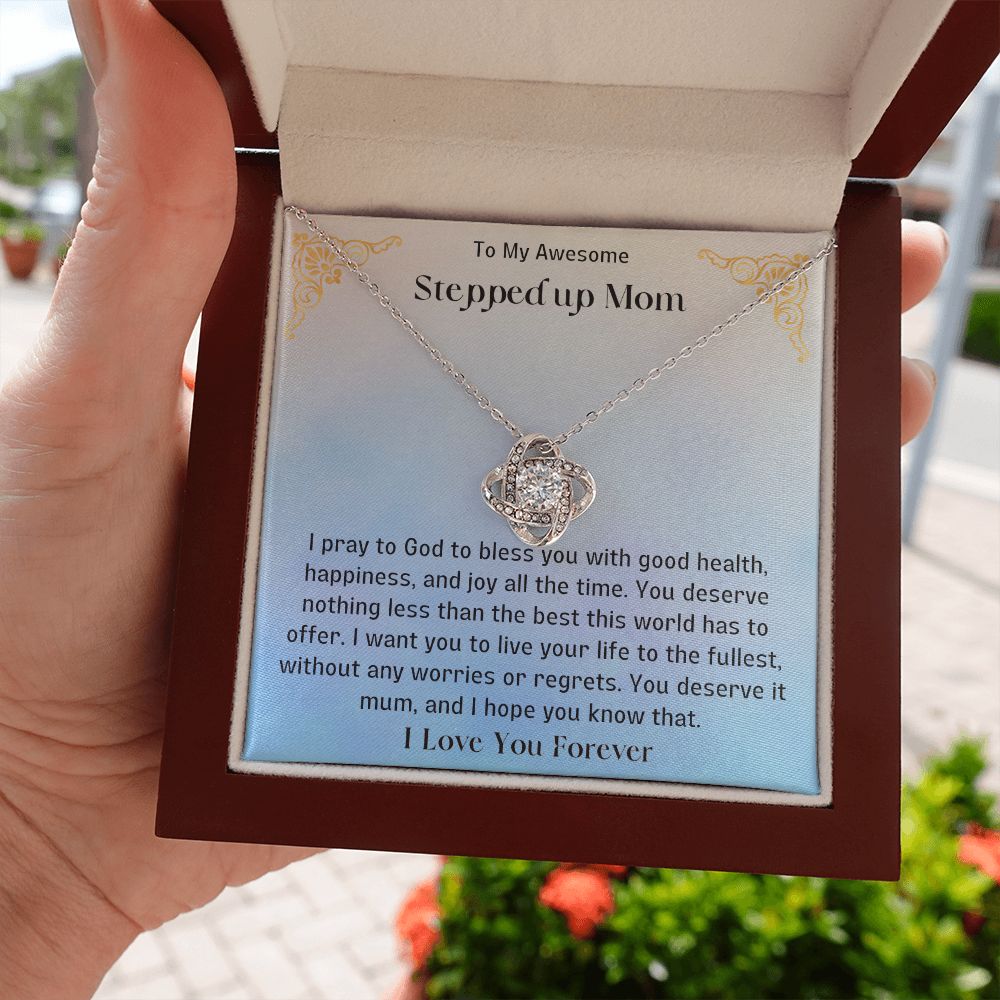 To My Awesome
Stepped up Mom
I pray to God to bless you with good health,
happiness, and joy all the time. You deserve
nothing less than the best this world has to
offer. I want you to live your life to the fullest,
without any worries or regrets. You deserve it
mum, and I hope you know that.
I Love You Forever